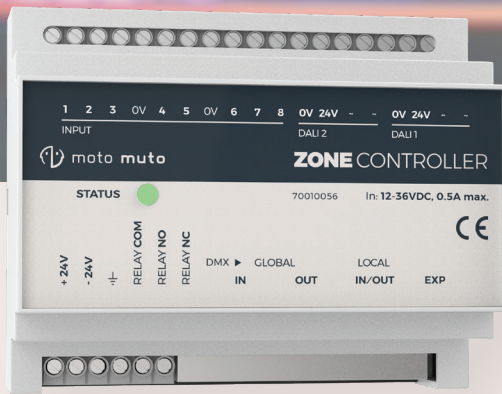 1 2 3 0V 4 5 0V 6 7 8 0V 24V ~ ~ 0V 24V ~ ~
INPUT DALI 2 DALI 1
moto muto ZONE CONTROLLER
STATUS 70010056 In: 12-36VDC, 0.5A max.
CE
+ 24V
- 24V
RELAY COM
RELAY NO
RELAY NC
DMX ▶ GLOBAL LOCAL
IN OUT IN/OUT EXP